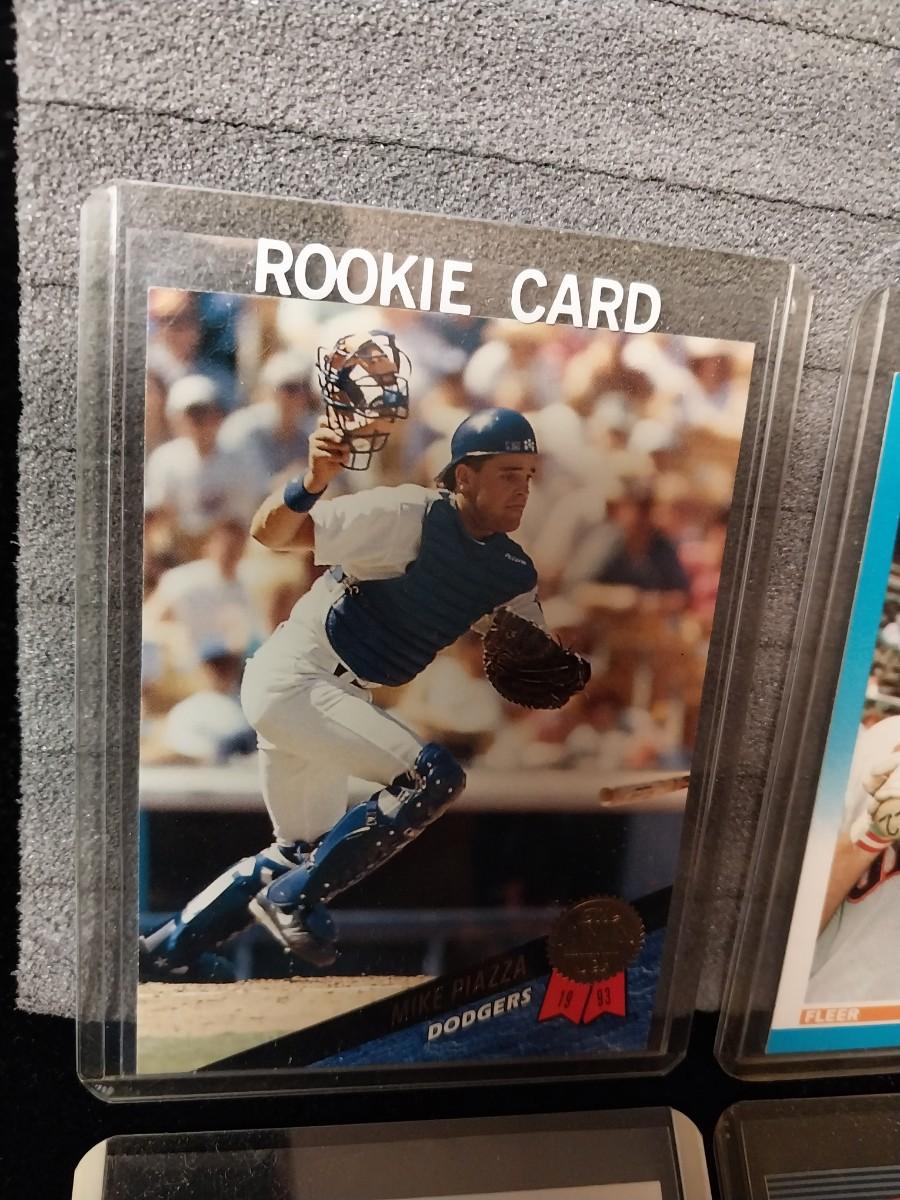 ROOKIE CARD
MIKE PIAZZA
DODGERS
19 93
FLEER